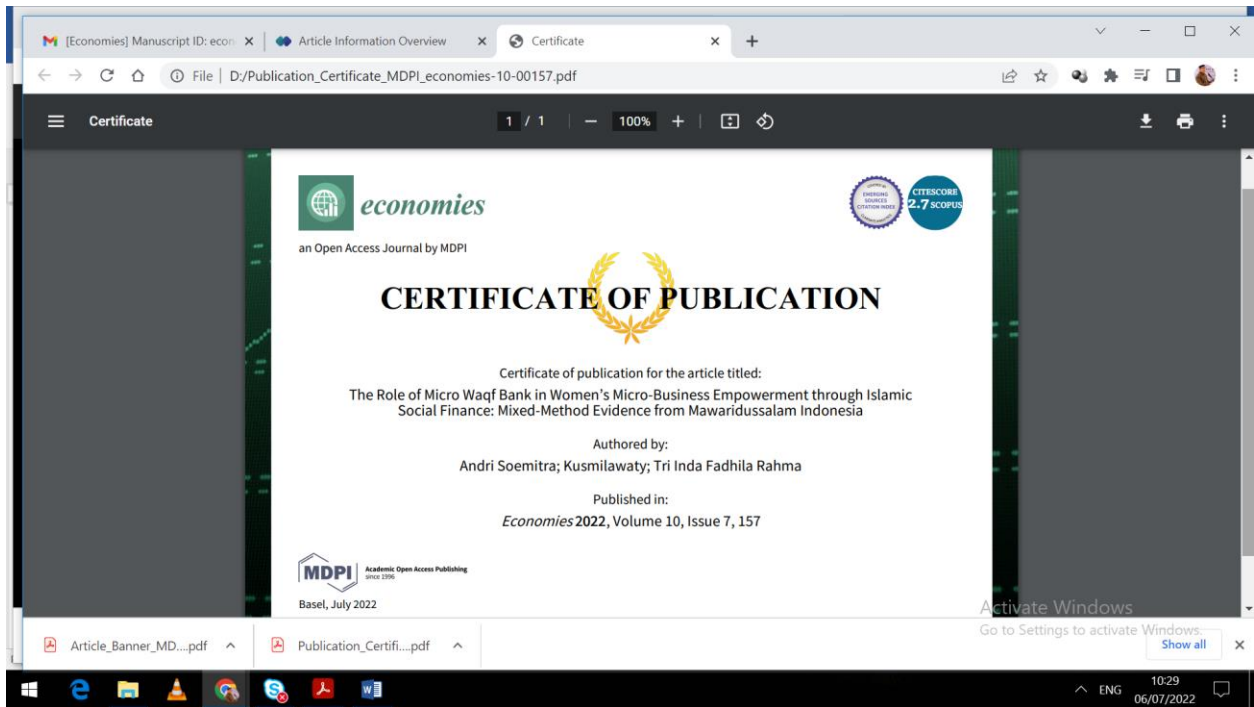 [Economies] Manuscript ID: econ
Article Information Overview
Certificate
File | D:/Publication_Certificate_MDPI_economies-10-00157.pdf
Certificate
1 / 1
100%
economies
EMERGING
SOURCES
CITATION INDEX
CITESCORE
2.7 SCOPUS
an Open Access Journal by MDPI
CERTIFICATE OF PUBLICATION
Certificate of publication for the article titled:
The Role of Micro Waqf Bank in Women's Micro-Business Empowerment through Islamic
Social Finance: Mixed-Method Evidence from Mawaridussalam Indonesia
Authored by:
Andri Soemitra; Kusmilawaty; Tri Inda Fadhila Rahma
Published in:
Economies 2022, Volume 10, Issue 7, 157
MDPI
Academic Open Access Publishing
since 1996
Basel, July 2022
Activate Windows
Go to Settings to activate Windows.
Article_Banner_MD....pdf
Publication_Certifi....pdf
Show all
ENG
10:29
06/07/2022